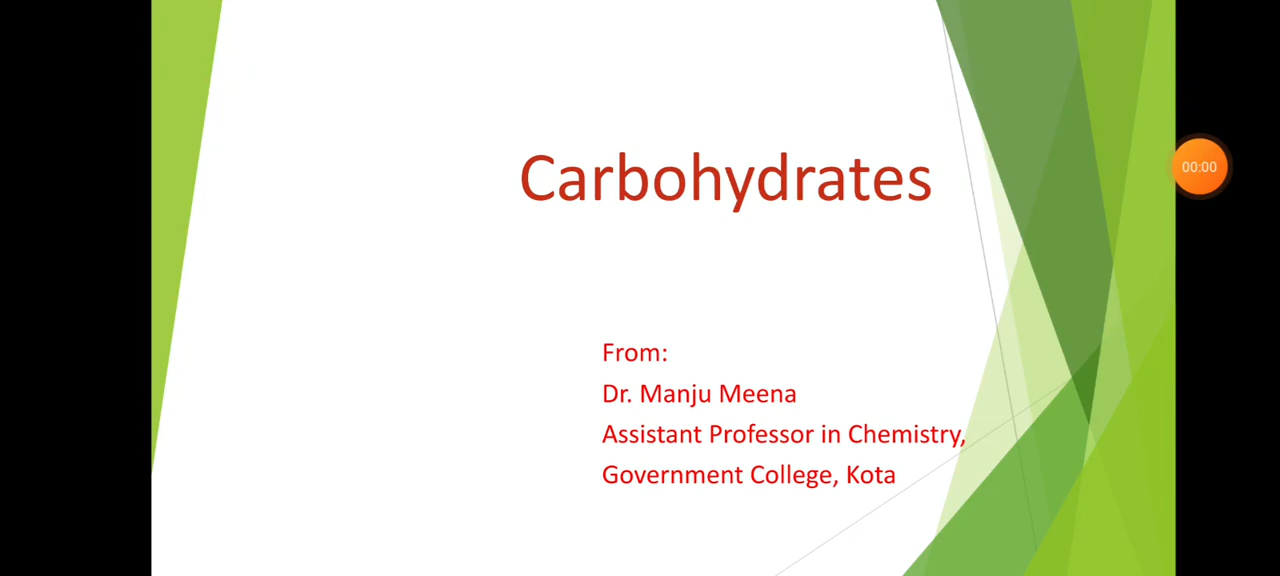 Carbohydrates
00:00
From:
Dr. Manju Meena
Assistant Professor in Chemistry,
Government College, Kota